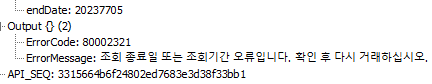 endDate: 20237705
Output {} (2)
ErrorCode: 80002321
ErrorMessage: 조회 종료일 또는 조회기간 오류입니다. 확인 후 다시 거래하십시오.
API_SEQ: 3315664b6f24802ed7683e3d38f33bb1